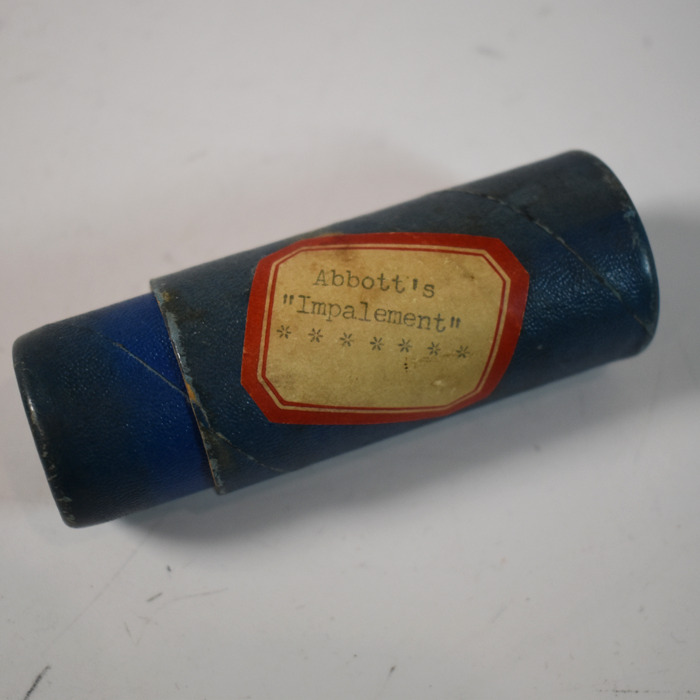 Abbott's
"Impalement"
* * * * * * *